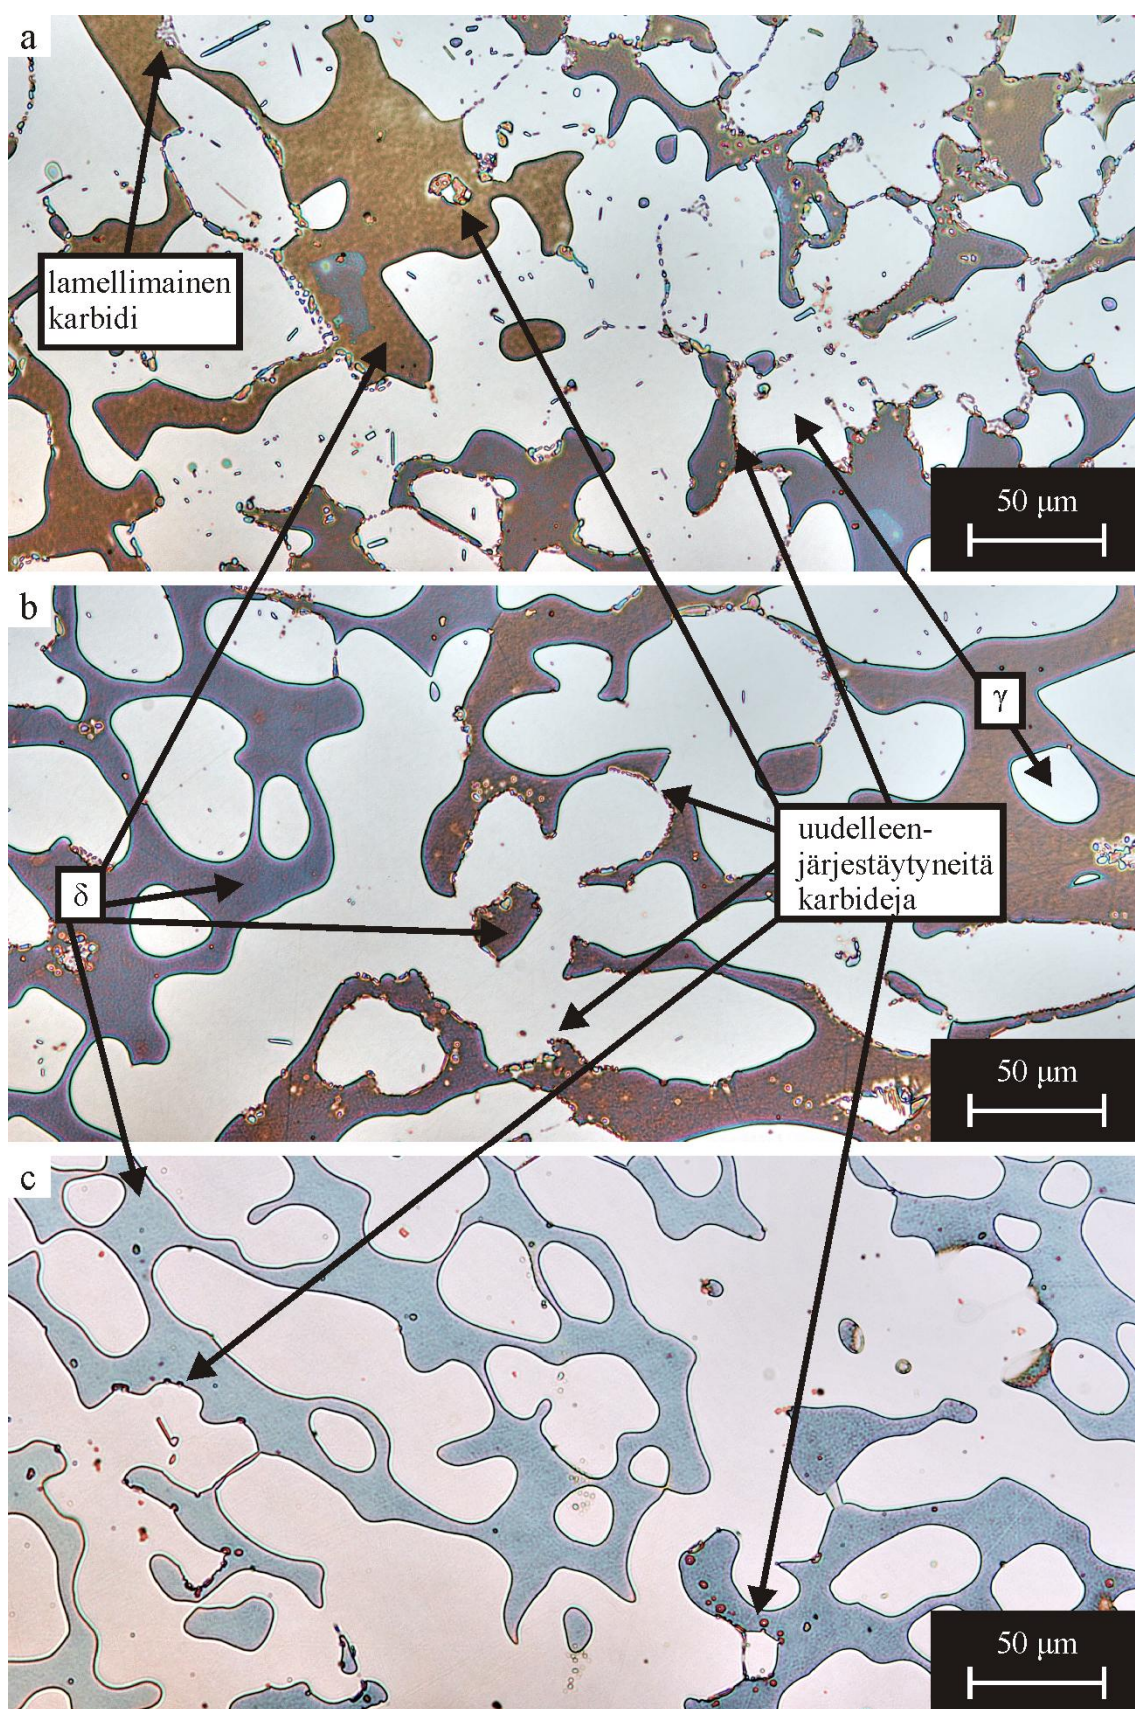 a
lamellimainen
karbidi
50 μm
b
γ
uudelleen-
järjestäytyneitä
karbideja
δ
50 μm
c
50 μm